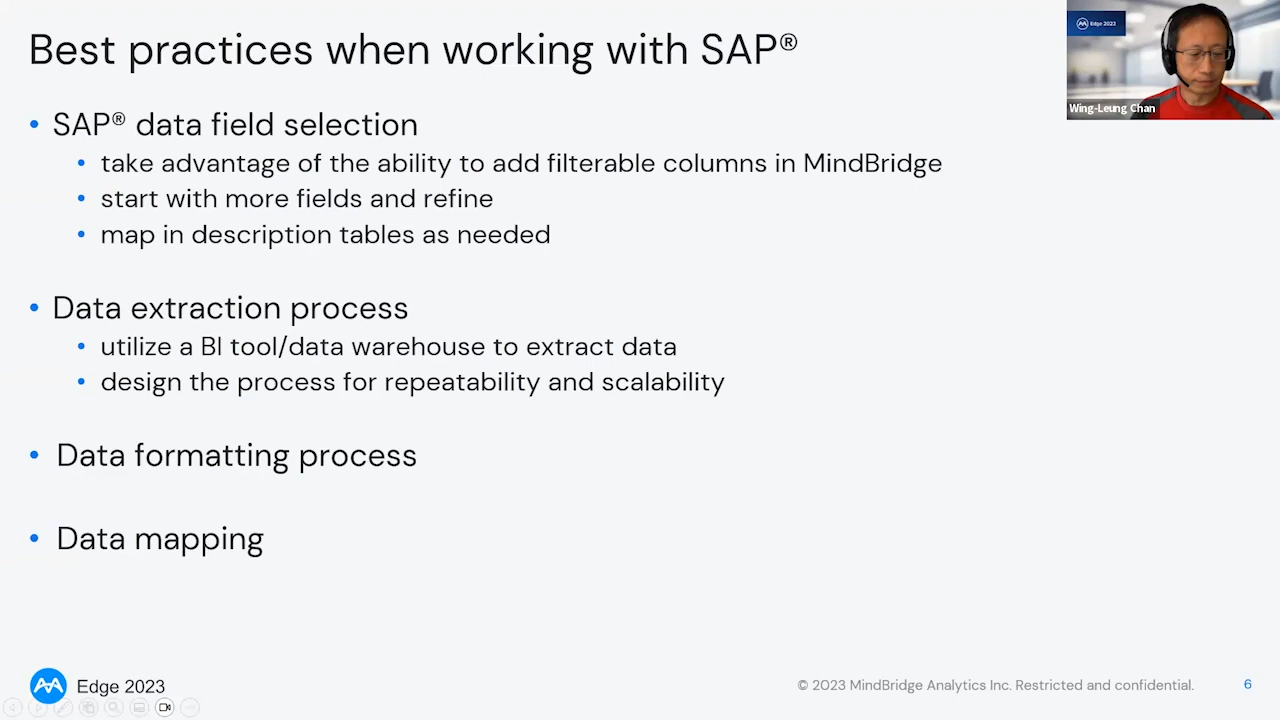 Best practices when working with SAP®
Edge 2023
Wing-Leung Chan
• SAP® data field selection
• take advantage of the ability to add filterable columns in MindBridge
• start with more fields and refine
• map in description tables as needed
• Data extraction process
• utilize a BI tool/data warehouse to extract data
• design the process for repeatability and scalability
• Data formatting process
• Data mapping
Edge 2023
© 2023 MindBridge Analytics Inc. Restricted and confidential.
6